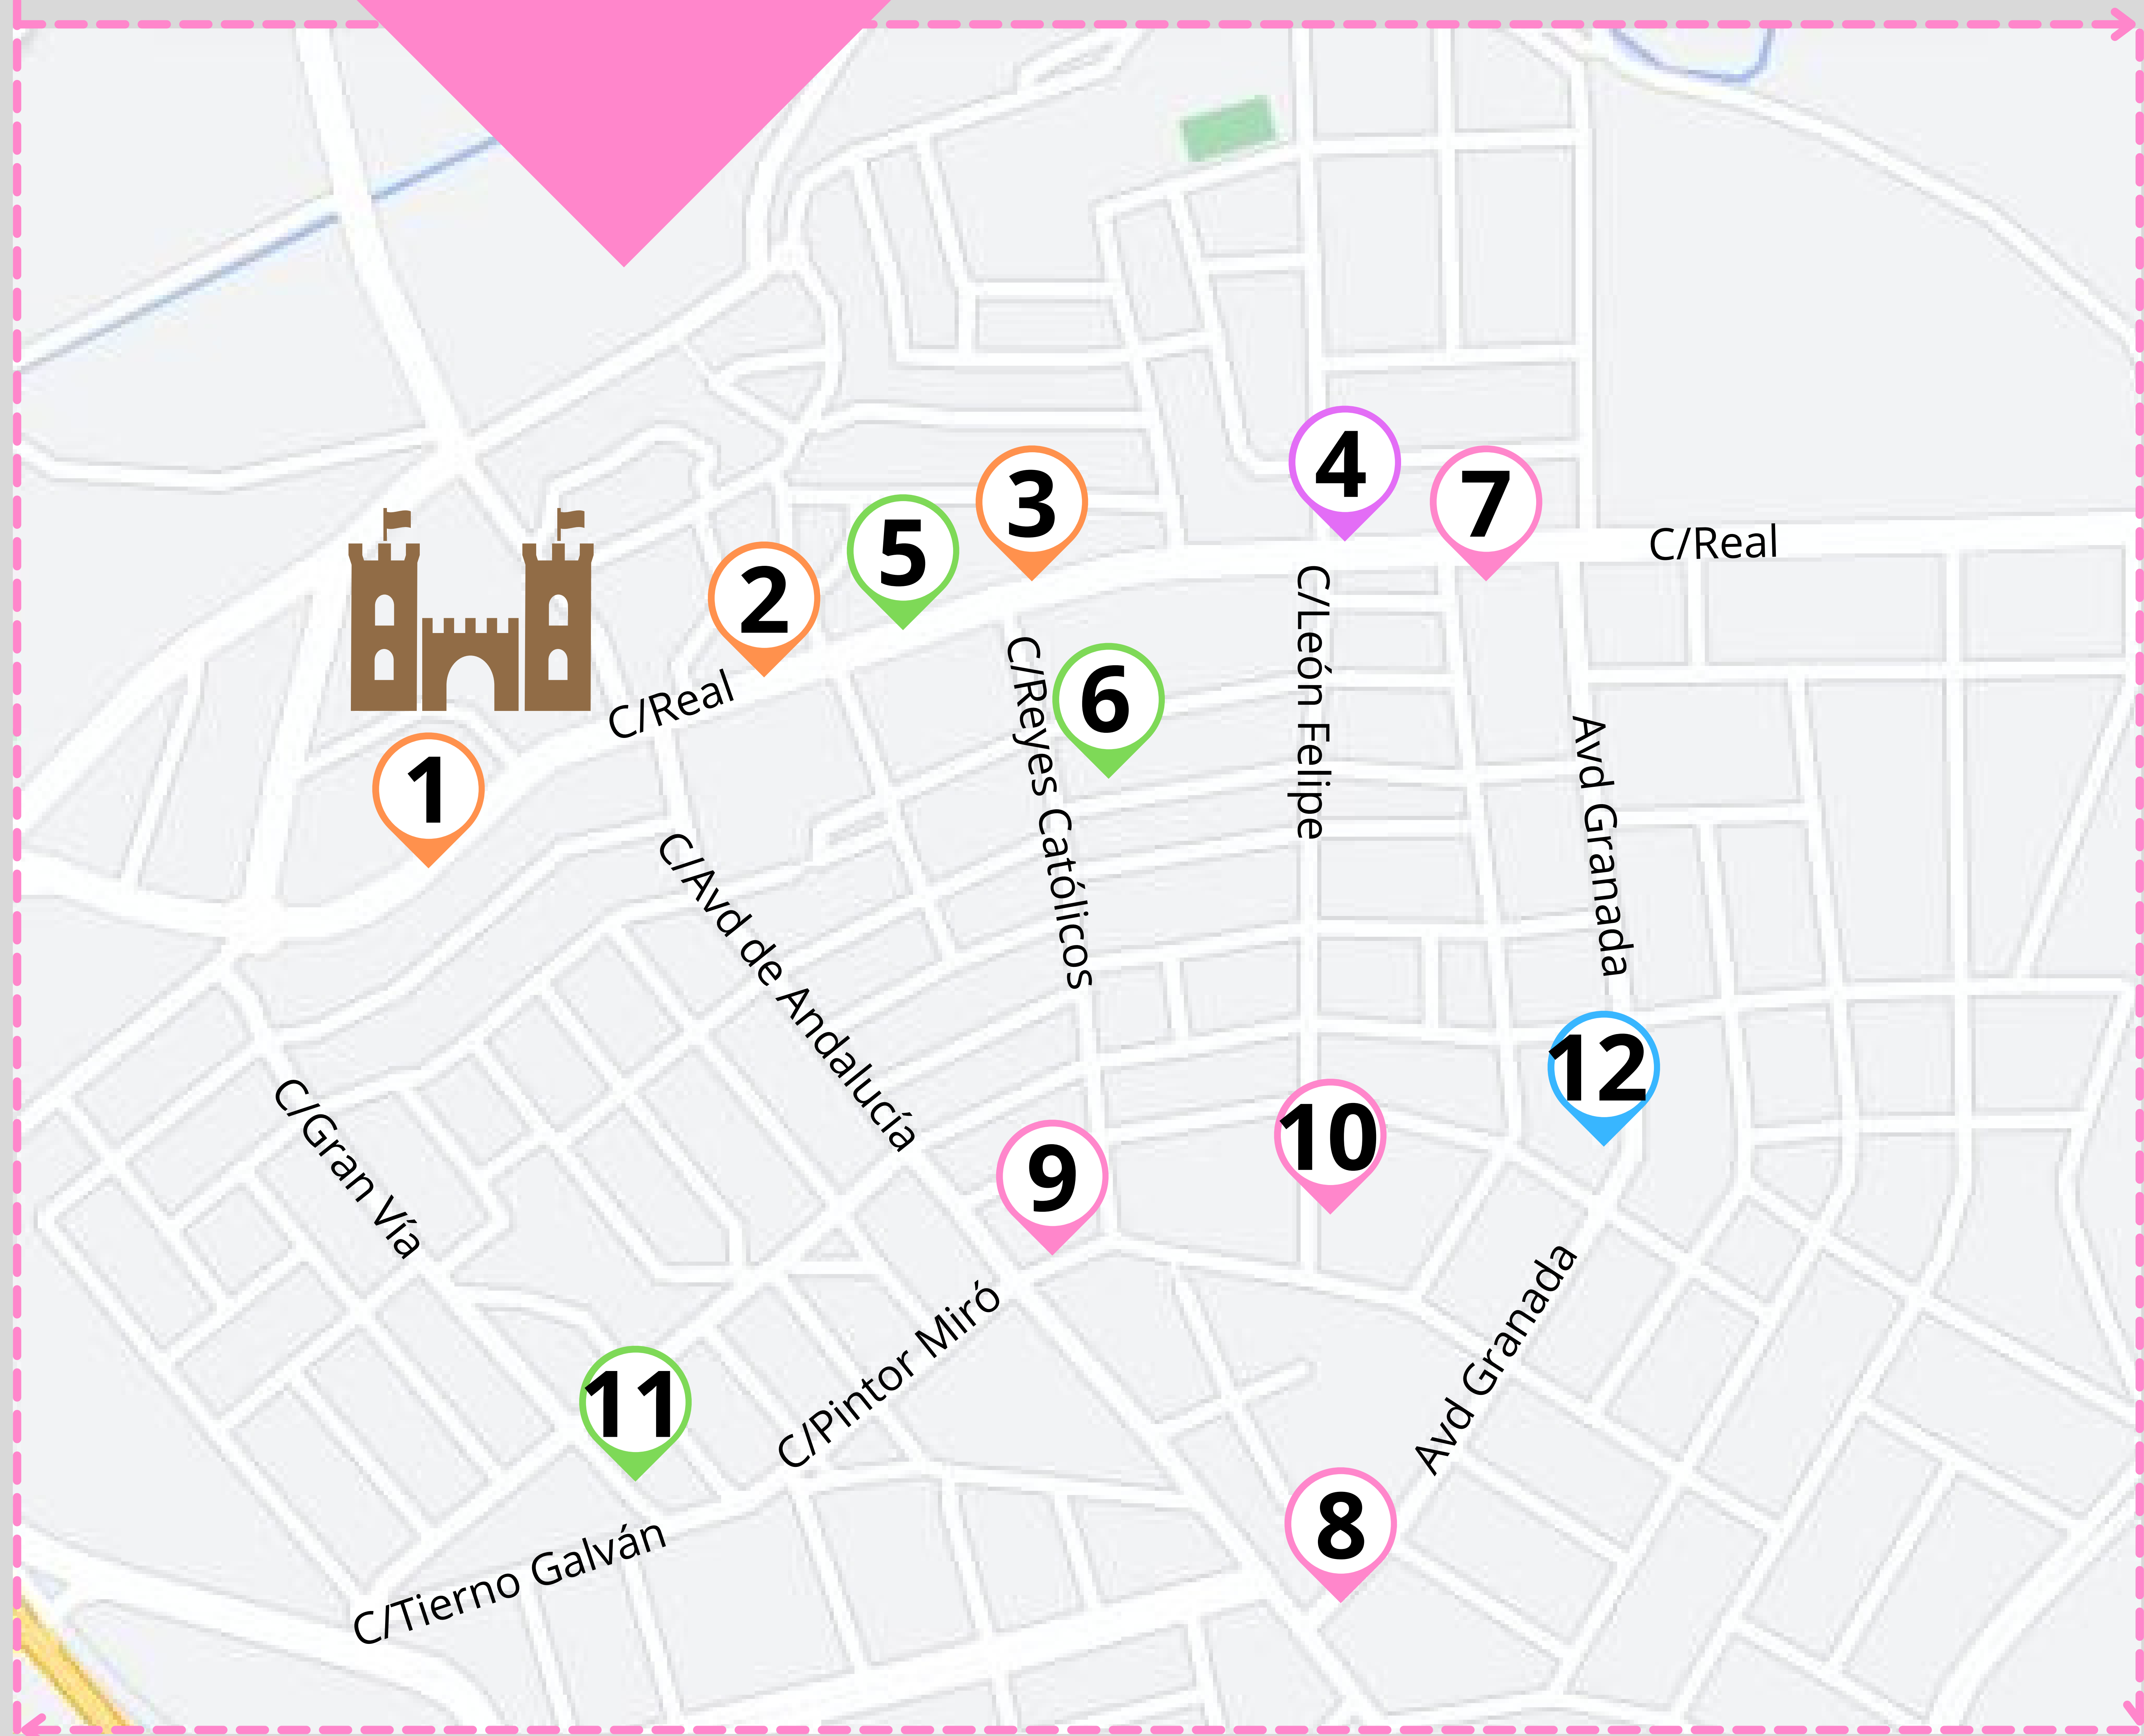 4
3
7
5
C/Real
2
6
C/Real
1
C/Reyes Católicos
C/León Felipe
Avd Granada
C/Avd de Andalucía
12
C/Gran Vía
9
10
11
C/Pintor Miró
Avd Granada
8
C/Tierno Galván